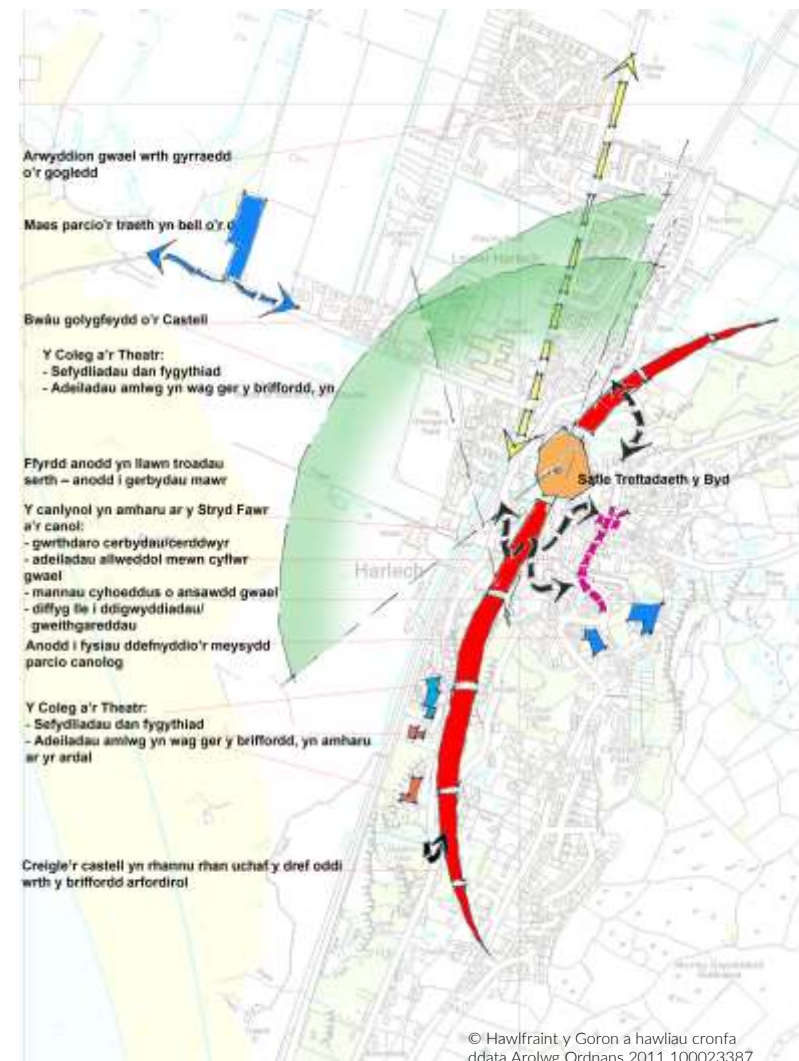 Arwyddion gwael wrth gyrraedd
o'r gogledd
Maes parcio'r traeth yn bell o'r
Bwâu golygfeydd o'r Castell
Y Coleg a'r Theatr:
- Sefydliadau dan fygythiad
- Adeiladau amlwg yn wag ger y briffordd, yn
Ffyrdd anodd yn llawn troadau
serth – anodd i gerbydau mawr
Safle Treftadaeth y Byd
Y canlynol yn amharu ar y Stryd Fawr
a'r canol:
- gwrthdaro cerbydau/cerddwyr
- adeiladau allweddol mewn cyflwr
gwael
- mannau cyhoeddus o ansawdd gwael
- diffyg lle i ddigwyddiadau/
gweithgareddau
Harlech
Anodd i fysiau ddefnyddio'r meysydd
parcio canolog
Y Coleg a'r Theatr:
- Sefydliadau dan fygythiad
- Adeiladau amlwg yn wag ger y briffordd, yn amharu
ar yr ardal
Creigle'r castell yn rhannu rhan uchaf y dref oddi
wrth y briffordd arfordirol
© Hawlfraint y Goron a hawliau cronfa
ddata Arolwg Ordnans 2011 100023387